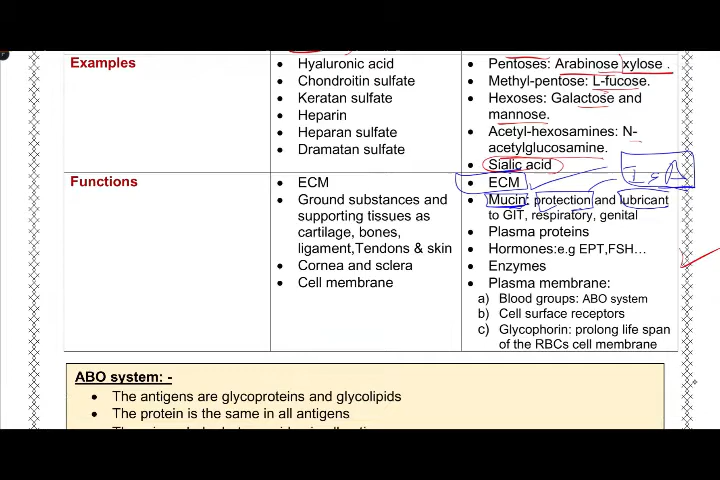 Examples
Hyaluronic acid
Chondroitin sulfate
Keratan sulfate
Heparin
Heparan sulfate
Dramatan sulfate
Pentoses: Arabinose xylose .
Methyl-pentose: L-fucose.
Hexoses: Galactose and
mannose.
Acetyl-hexosamines: N-
acetylglucosamine.
Sialic acid
Functions
ECM
Ground substances and
supporting tissues as
cartilage, bones,
ligament,Tendons & skin
Cornea and sclera
Cell membrane
ECM
Mucin: protection and lubricant
to GIT, respiratory, genital
Plasma proteins
Hormones:e.g EPT,FSH…
Enzymes
Plasma membrane:
a) Blood groups: ABO system
b) Cell surface receptors
c) Glycophorin: prolong life span
of the RBCs cell membrane
ABO system: -
The antigens are glycoproteins and glycolipids
The protein is the same in all antigens